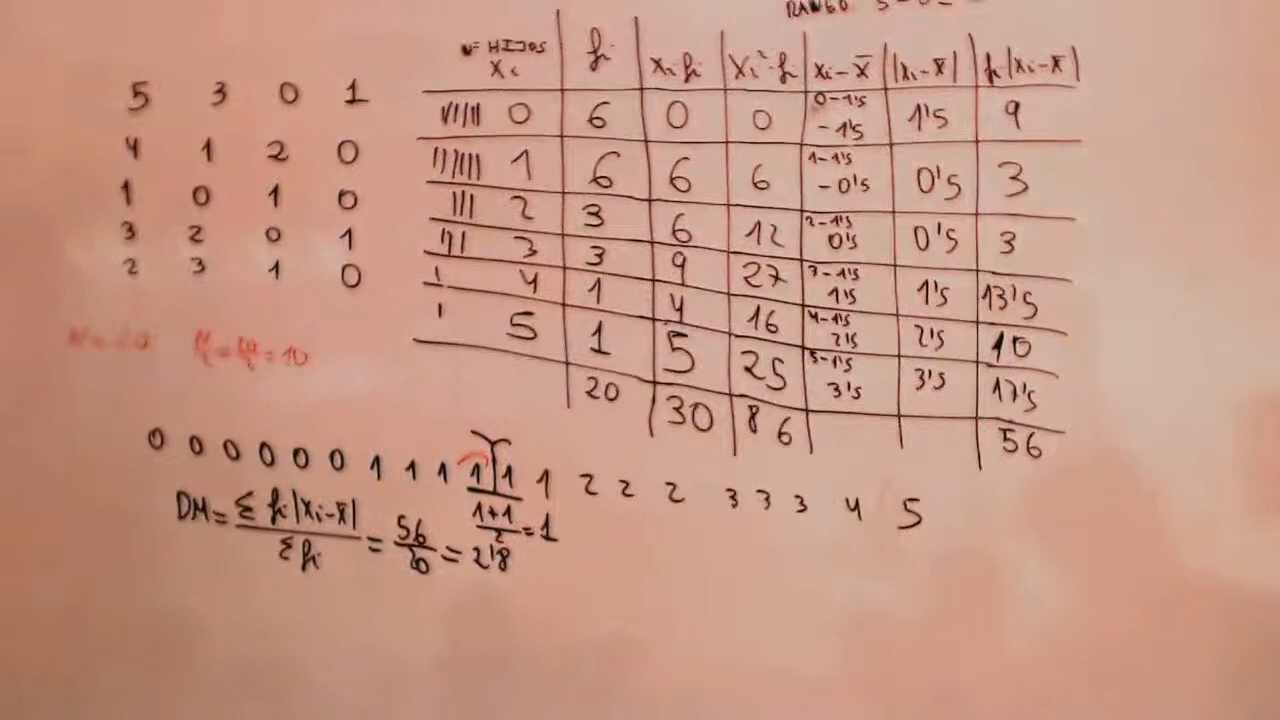 RANGO 5-0=
Nº HIJOS
xi fi xi·fi xi²·fi xi-x̄ |xi-x̄| fi|xi-x̄|
5 3 0 1
4 1 2 0
1 0 1 0
3 2 0 1
2 3 1 0
0 6 0 0 0-1'5 -1'5 1'5 9
1 6 6 6 1-1'5 -0'5 0'5 3
2 3 6 12 2-1'5 0'5 0'5 3
3 3 9 27 3-1'5 1'5 1'5 13'5
4 1 4 16 4-1'5 2'5 2'5 10
5 1 5 25 5-1'5 3'5 3'5 17'5
20 30 86 56
= 10
0 0 0 0 0 0 1 1 1 1 1 1 2 2 2 3 3 3 4 5
1+1/2 = 1
DM = Σ fi|xi-x̄| / Σ fi = 56/20 = 2'8